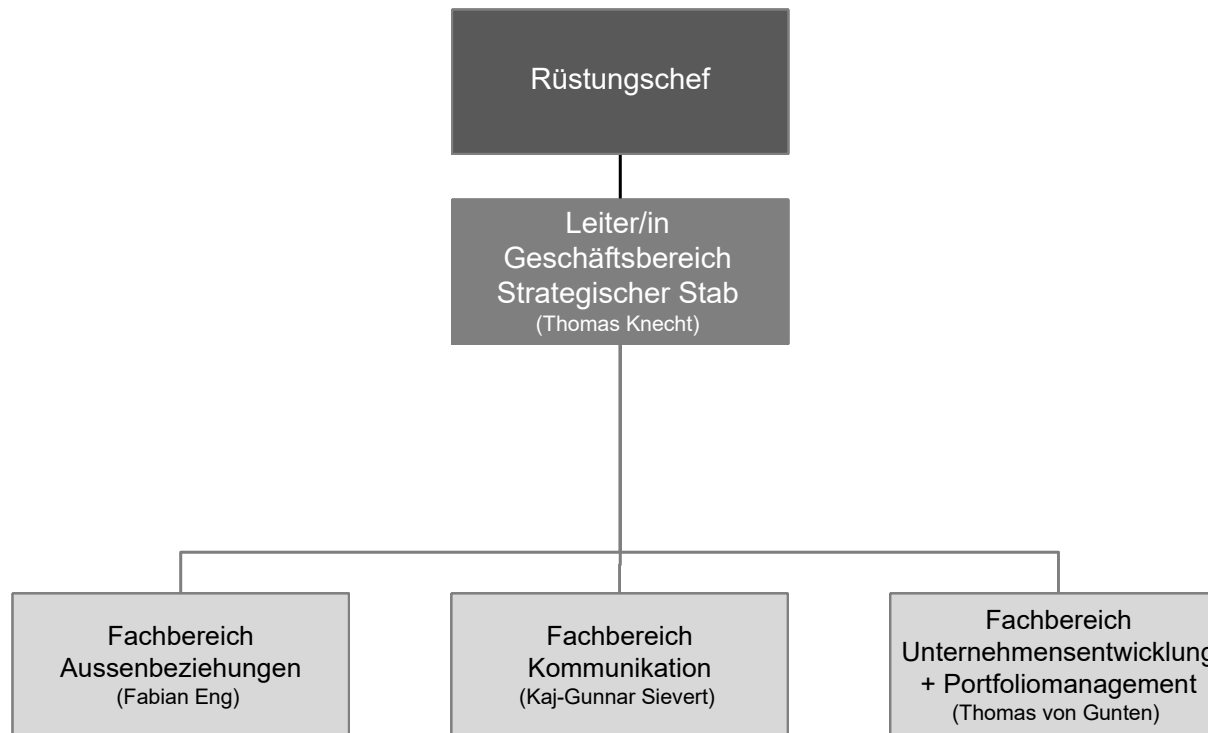 Rüstungschef
Leiter/in
Geschäftsbereich
Strategischer Stab
(Thomas Knecht)
Fachbereich
Aussenbeziehungen
(Fabian Eng)
Fachbereich
Kommunikation
(Kaj-Gunnar Sievert)
Fachbereich
Unternehmensentwicklung
+ Portfoliomanagement
(Thomas von Gunten)